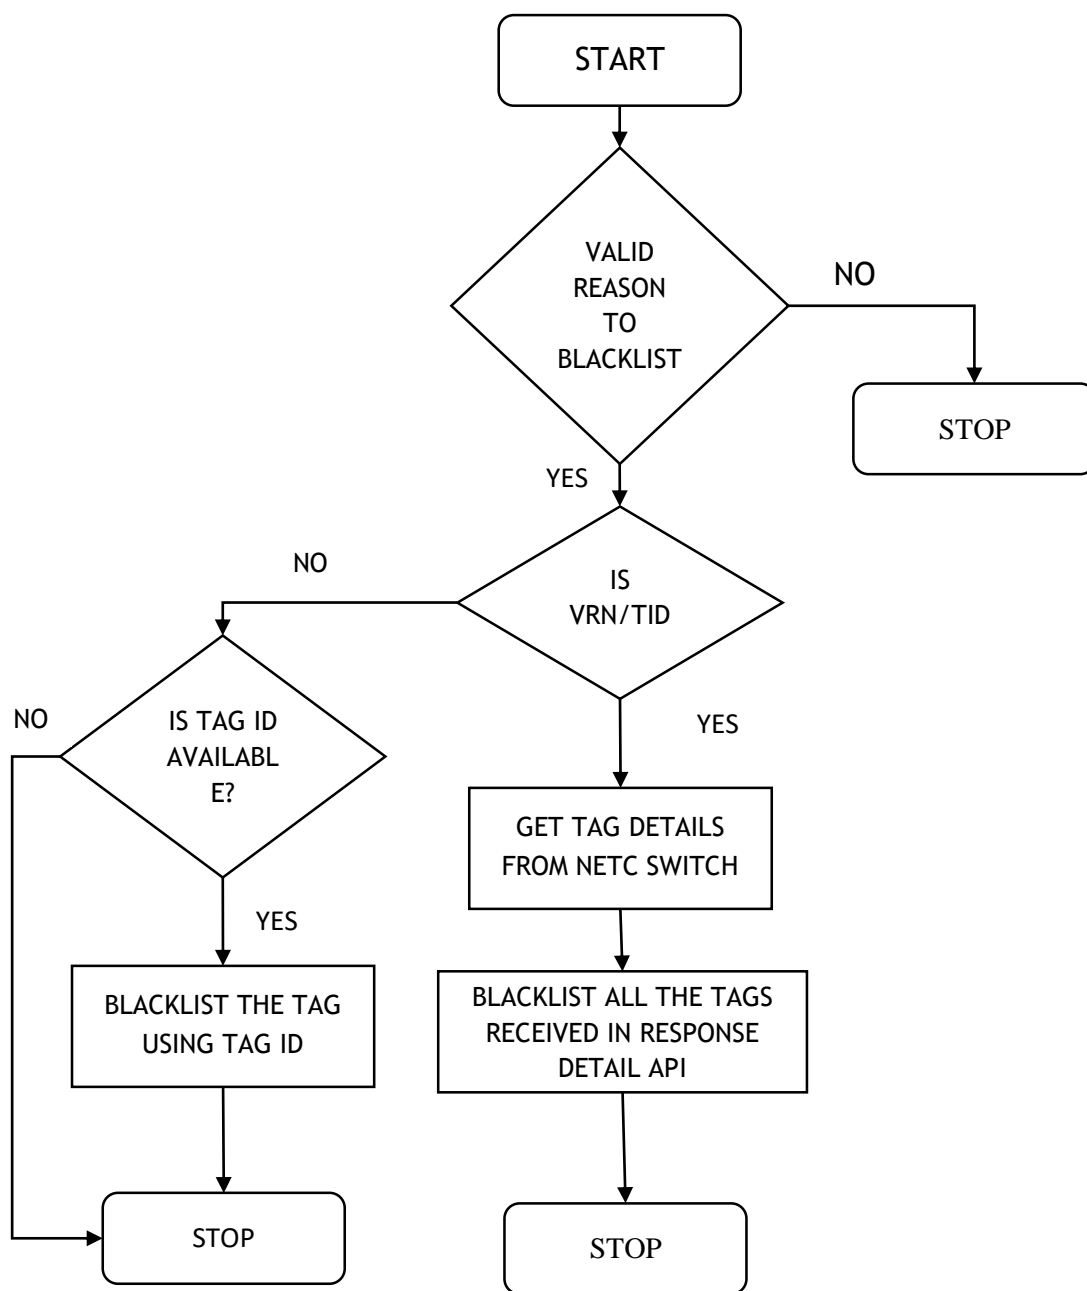 START
VALID
REASON
TO
BLACKLIST
NO
STOP
YES
NO
IS
VRN/TID
NO
IS TAG ID
AVAILABL
E?
YES
GET TAG DETAILS
FROM NETC SWITCH
YES
BLACKLIST THE TAG
USING TAG ID
BLACKLIST ALL THE TAGS
RECEIVED IN RESPONSE
DETAIL API
STOP
STOP